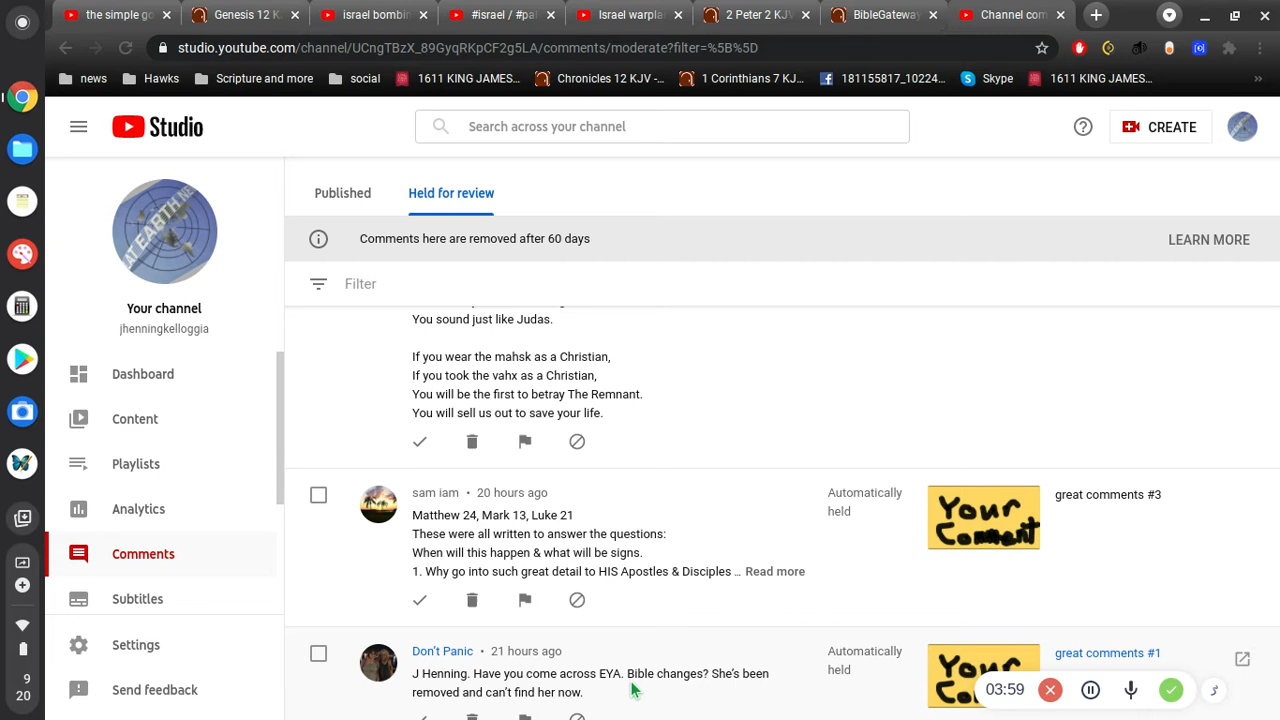 the simple go
Genesis 12 K
israel bombin
#israel / #pal
Israel warplan
2 Peter 2 KJV
BibleGateway
Channel com
studio.youtube.com/channel/UCngTBzX_89GyqRKpCF2g5LA/comments/moderate?filter=%5B%5D
news
Hawks
Scripture and more
social
1611 KING JAMES...
Chronicles 12 KJV -...
1 Corinthians 7 KJ...
181155817_10224...
Skype
1611 KING JAMES...
Studio
Search across your channel
CREATE
LAT EARTH.NE
Your channel
jhenningkelloggia
Dashboard
Content
Playlists
Analytics
Comments
Subtitles
Settings
Send feedback
9
20
Published
Held for review
Comments here are removed after 60 days
LEARN MORE
Filter
You sound just like Judas.
If you wear the mahsk as a Christian,
If you took the vahx as a Christian,
You will be the first to betray The Remnant.
You will sell us out to save your life.
sam iam • 20 hours ago
Matthew 24, Mark 13, Luke 21
These were all written to answer the questions:
When will this happen & what will be signs.
1. Why go into such great detail to HIS Apostles & Disciples ... Read more
Automatically
held
Your
Comment
great comments #3
Don't Panic • 21 hours ago
J Henning. Have you come across EYA. Bible changes? She's been
removed and can't find her now.
Automatically
held
Your
great comments #1
03:59